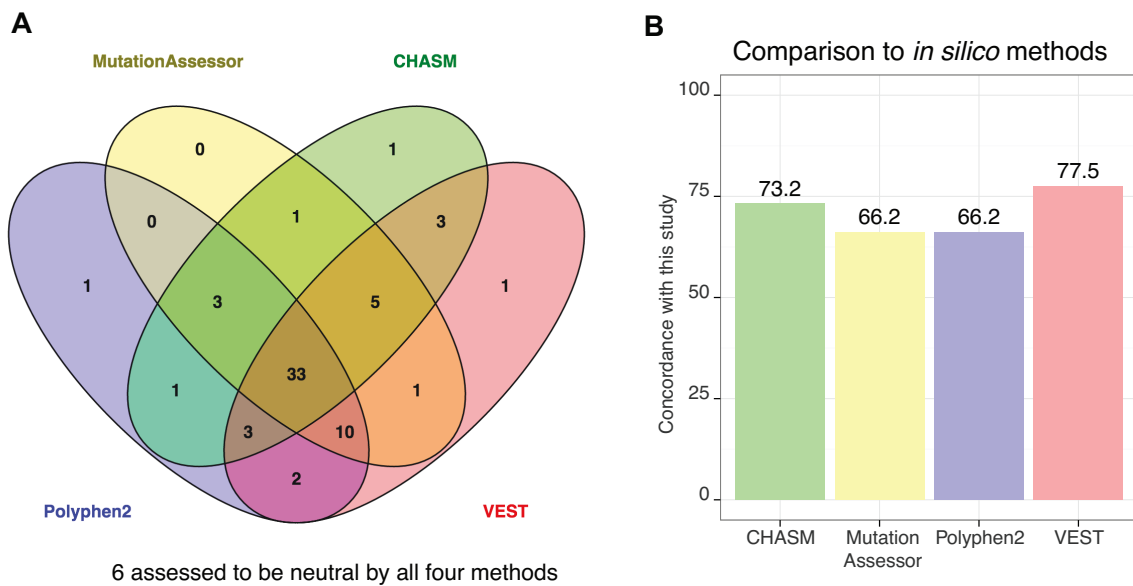 A
MutationAssessor
CHASM
0
1
0
1
3
1
3
5
1
1
33
1
3
10
2
Polyphen2
VEST
6 assessed to be neutral by all four methods
B
Comparison to in silico methods
Concordance with this study
100
75
50
25
0
73.2
66.2
66.2
77.5
CHASM
Mutation
Assessor
Polyphen2
VEST